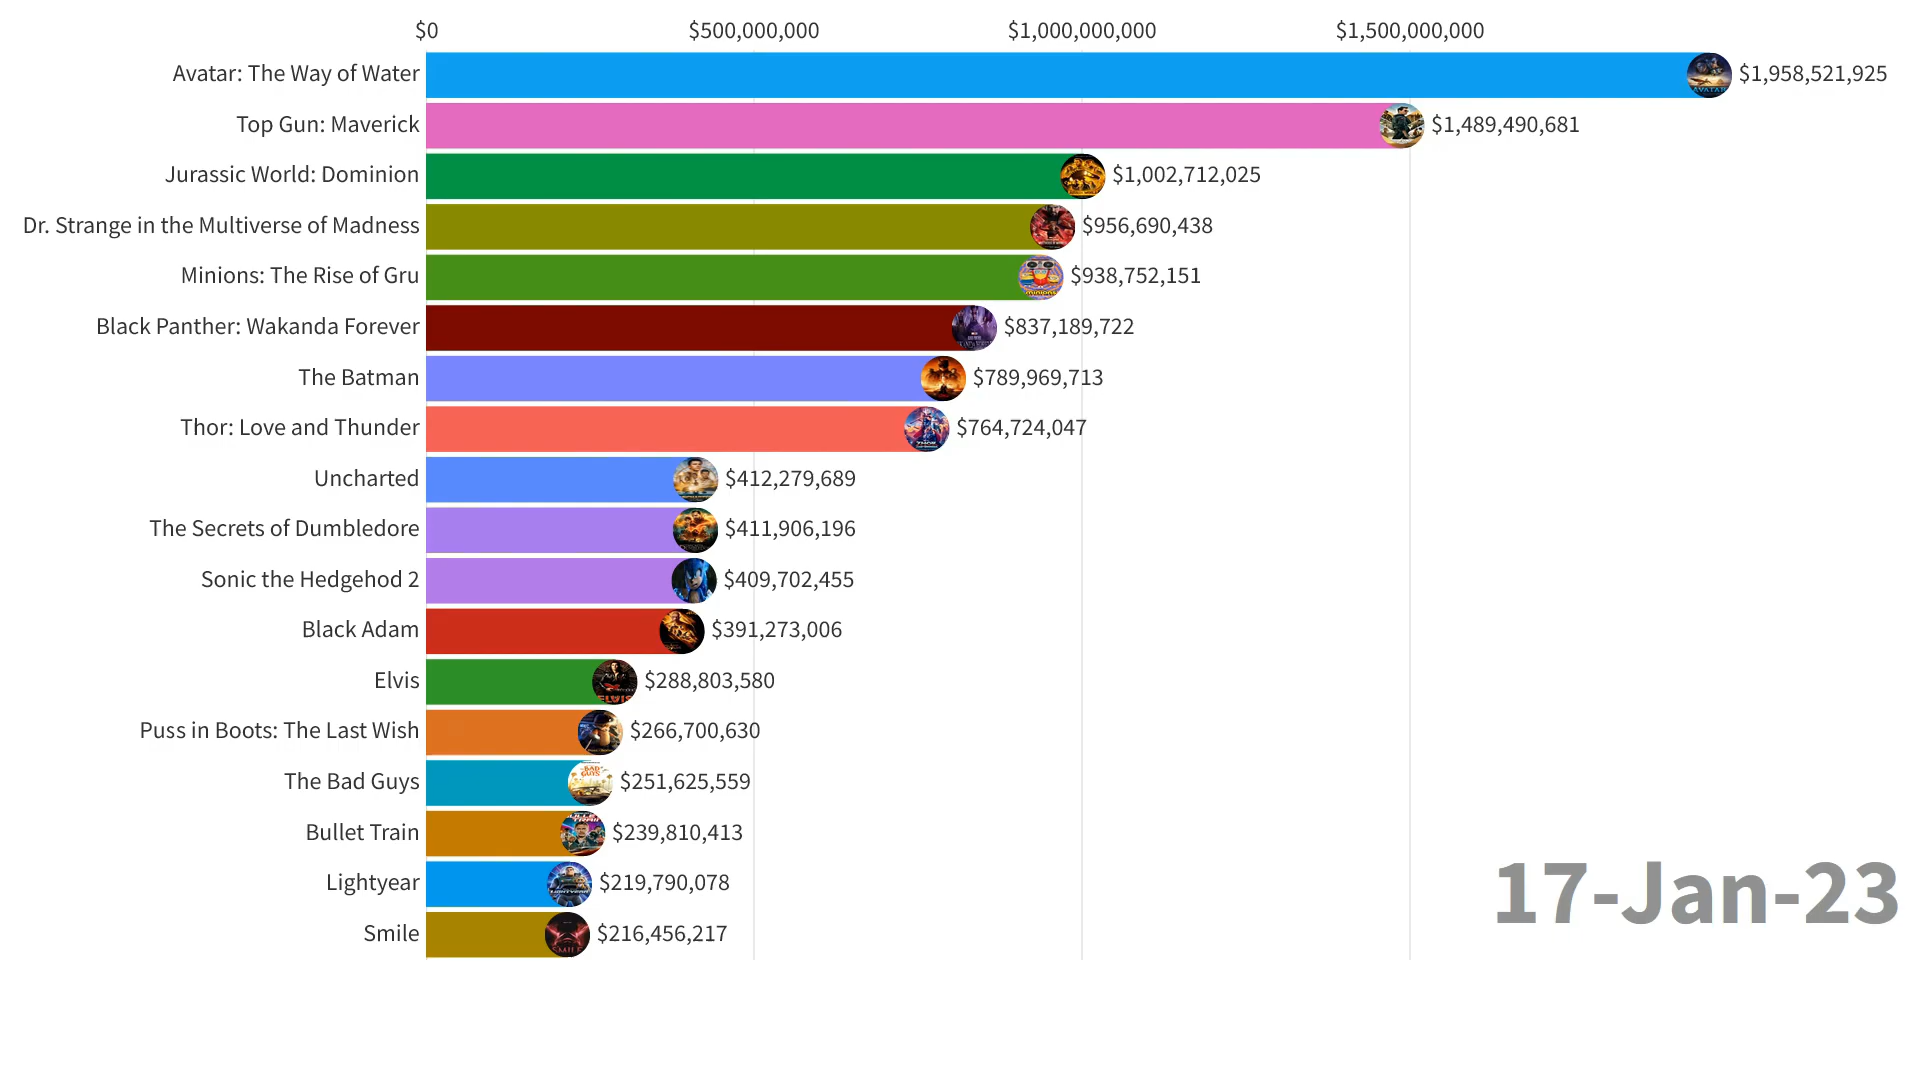 $0 $500,000,000 $1,000,000,000 $1,500,000,000
Avatar: The Way of Water $1,958,521,925
Top Gun: Maverick $1,489,490,681
Jurassic World: Dominion $1,002,712,025
Dr. Strange in the Multiverse of Madness $956,690,438
Minions: The Rise of Gru $938,752,151
Black Panther: Wakanda Forever $837,189,722
The Batman $789,969,713
Thor: Love and Thunder $764,724,047
Uncharted $412,279,689
The Secrets of Dumbledore $411,906,196
Sonic the Hedgehod 2 $409,702,455
Black Adam $391,273,006
Elvis $288,803,580
Puss in Boots: The Last Wish $266,700,630
The Bad Guys $251,625,559
Bullet Train $239,810,413
Lightyear $219,790,078
Smile $216,456,217
17-Jan-23